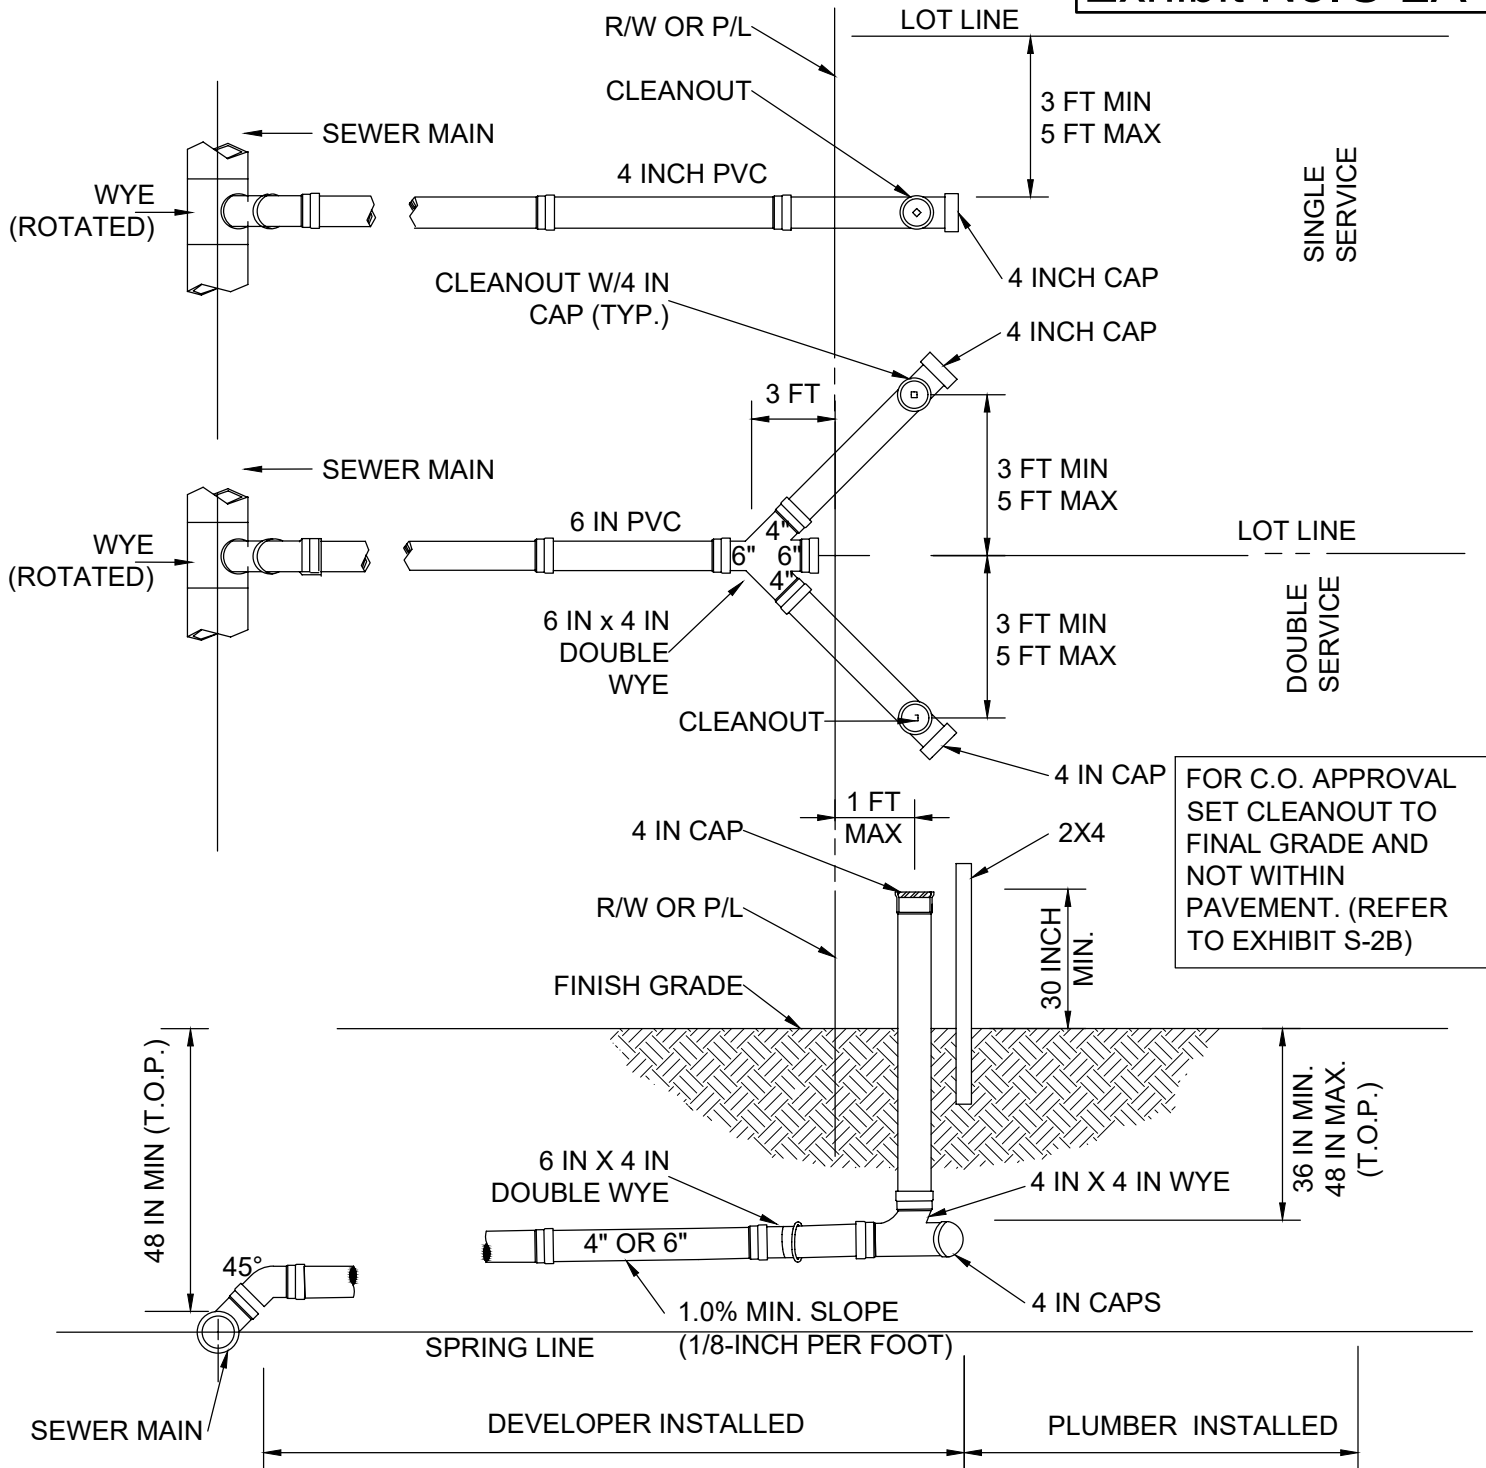 Exhibit No. S-2A
R/W OR P/L
LOT LINE
CLEANOUT
3 FT MIN
5 FT MAX
SEWER MAIN
4 INCH PVC
WYE
(ROTATED)
SINGLE
SERVICE
4 INCH CAP
CLEANOUT W/4 IN
CAP (TYP.)
4 INCH CAP
3 FT
SEWER MAIN
3 FT MIN
5 FT MAX
6 IN PVC
LOT LINE
WYE
(ROTATED)
4"
6" 6"
4"
6 IN x 4 IN
DOUBLE
WYE
3 FT MIN
5 FT MAX
DOUBLE
SERVICE
CLEANOUT
4 IN CAP
FOR C.O. APPROVAL
SET CLEANOUT TO
FINAL GRADE AND
NOT WITHIN
PAVEMENT. (REFER
TO EXHIBIT S-2B)
1 FT
MAX
4 IN CAP
2X4
R/W OR P/L
30 INCH
MIN.
FINISH GRADE
48 IN MIN (T.O.P.)
36 IN MIN.
48 IN MAX.
(T.O.P.)
6 IN X 4 IN
DOUBLE WYE
4 IN X 4 IN WYE
4" OR 6"
45°
1.0% MIN. SLOPE
(1/8-INCH PER FOOT)
4 IN CAPS
SPRING LINE
SEWER MAIN
DEVELOPER INSTALLED
PLUMBER INSTALLED